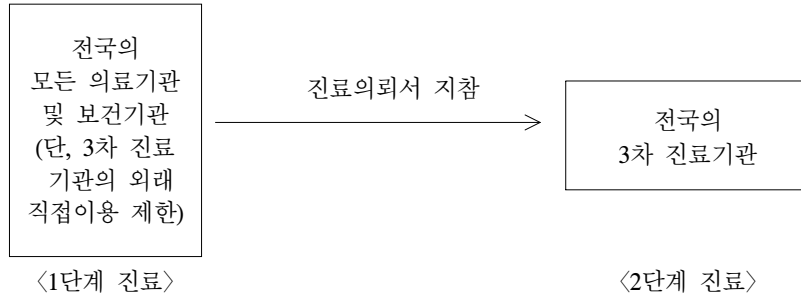 전국의
모든 의료기관
및 보건기관
(단, 3차 진료
기관의 외래
직접이용 제한)
진료의뢰서 지참
전국의
3차 진료기관
〈1단계 진료〉
〈2단계 진료〉